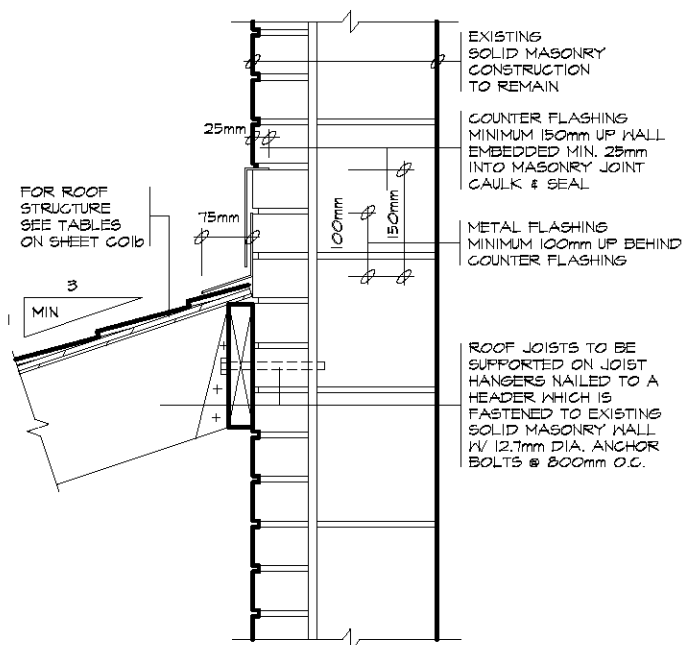 EXISTING
SOLID MASONRY
CONSTRUCTION
TO REMAIN
COUNTER FLASHING
MINIMUM 150mm UP WALL
EMBEDDED MIN. 25mm
INTO MASONRY JOINT
CAULK & SEAL
METAL FLASHING
MINIMUM 100mm UP BEHIND
COUNTER FLASHING
ROOF JOISTS TO BE
SUPPORTED ON JOIST
HANGERS NAILED TO A
HEADER WHICH IS
FASTENED TO EXISTING
SOLID MASONRY WALL
W/ 12.7mm DIA. ANCHOR
BOLTS @ 800mm O.C.
25mm
75mm
100mm
150mm
FOR ROOF
STRUCTURE
SEE TABLES
ON SHEET C01b
3
1
MIN